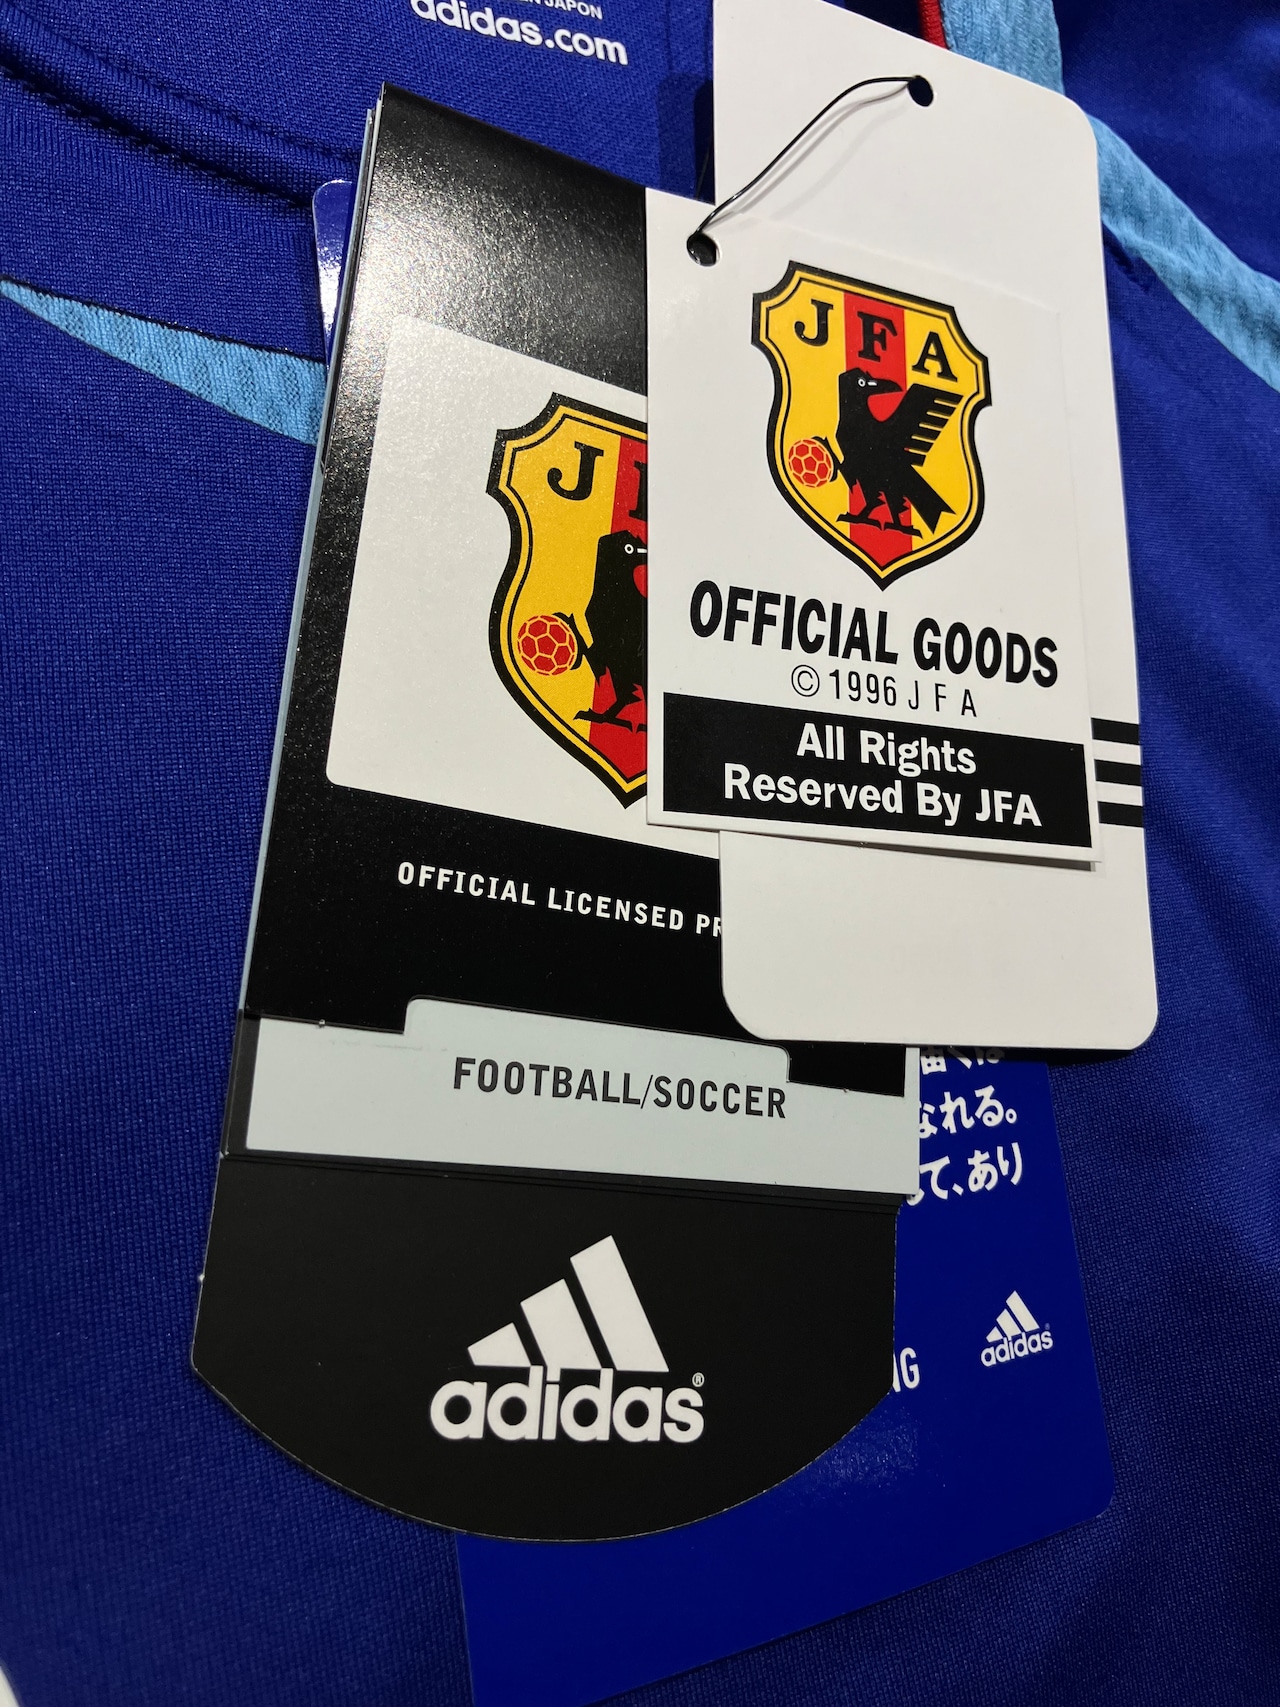 JAPON
adidas.com
JFA
OFFICIAL GOODS
©1996 JFA
All Rights
Reserved By JFA
J
OFFICIAL LICENSED
FOOTBALL/SOCCER
adidas®
なれる。
て、あり
adidas